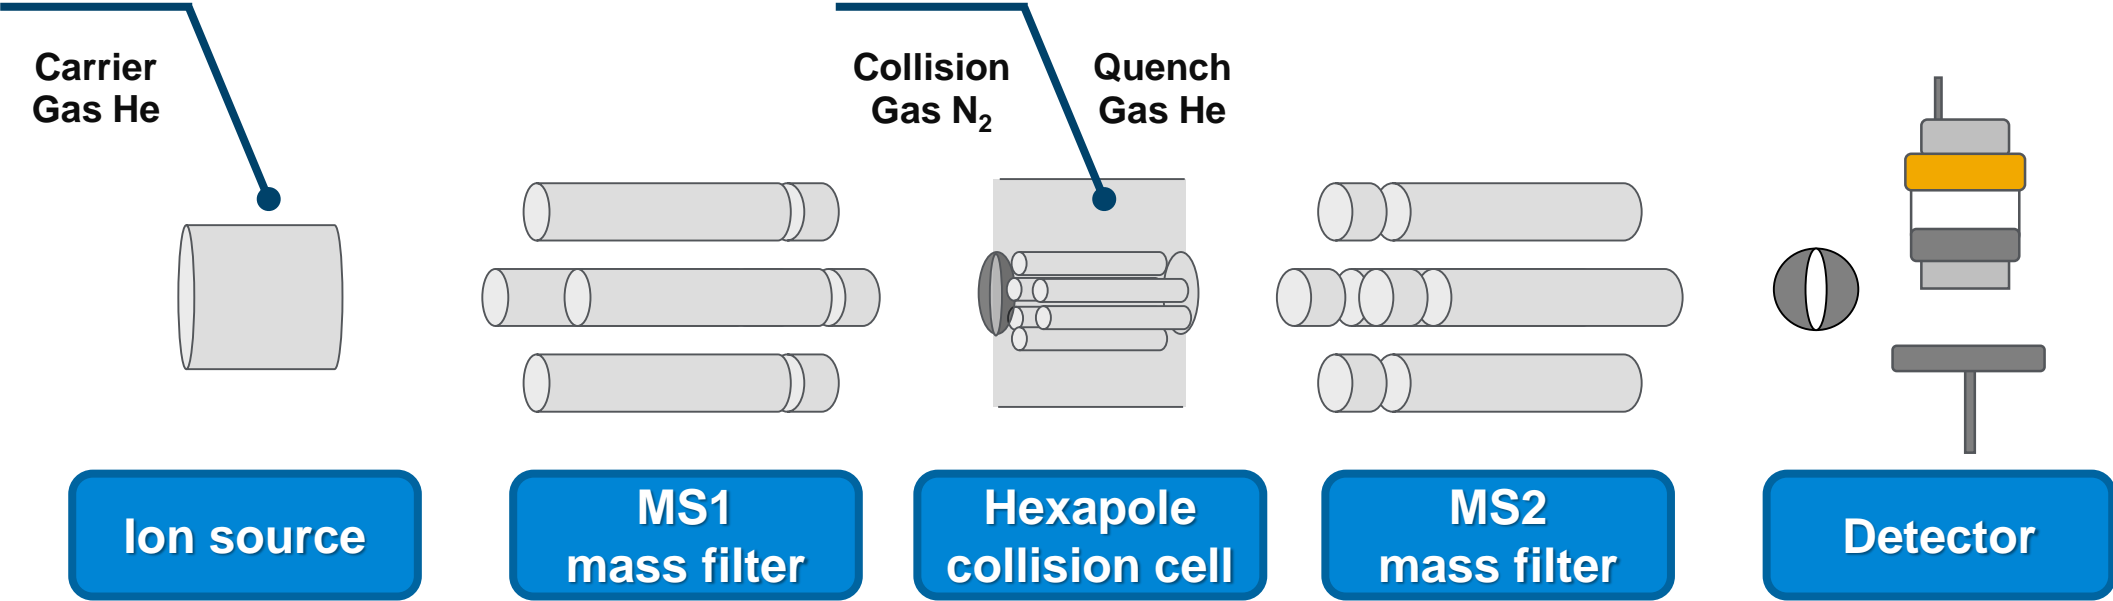 Carrier
Gas He
Collision
Gas N₂
Quench
Gas He
Ion source
MS1
mass filter
Hexapole
collision cell
MS2
mass filter
Detector